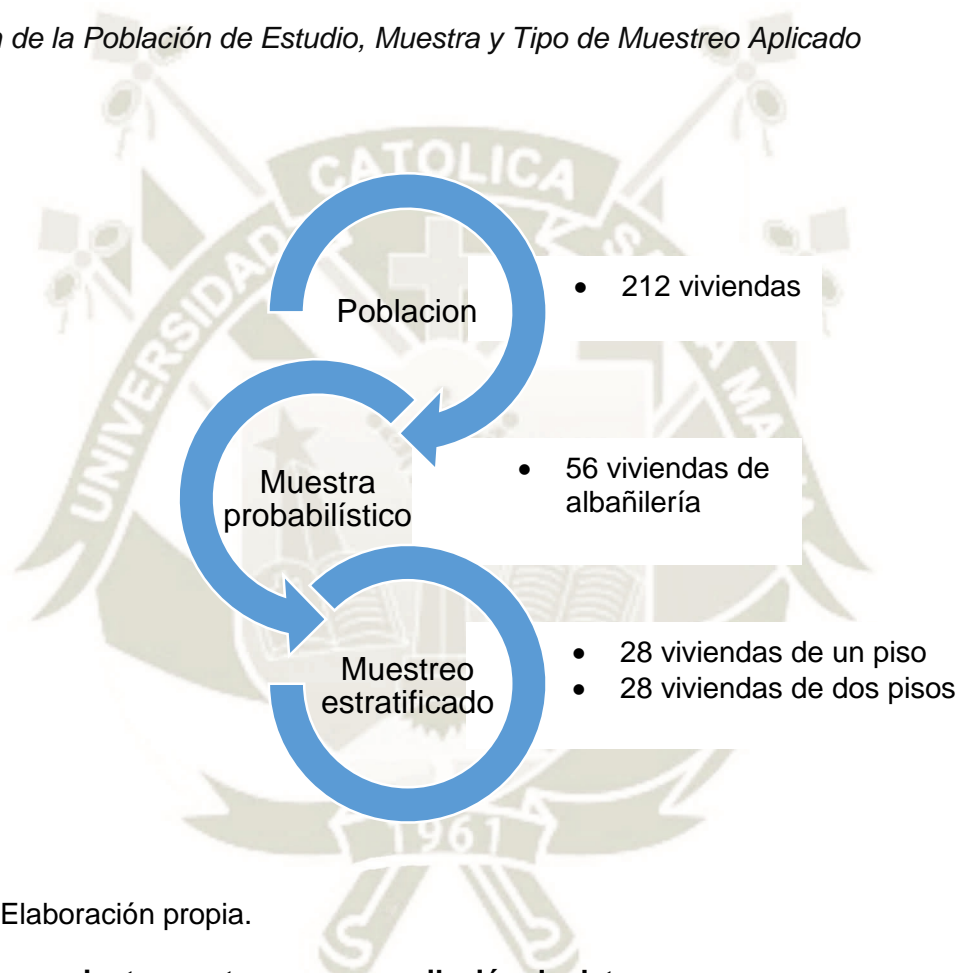 de la Población de Estudio, Muestra y Tipo de Muestreo Aplicado
UNIVERSIDAD CATOLICA
Poblacion
• 212 viviendas
Muestra
probabilístico
• 56 viviendas de
albañilería
Muestreo
estratificado
• 28 viviendas de un piso
• 28 viviendas de dos pisos
1961
Elaboración propia.